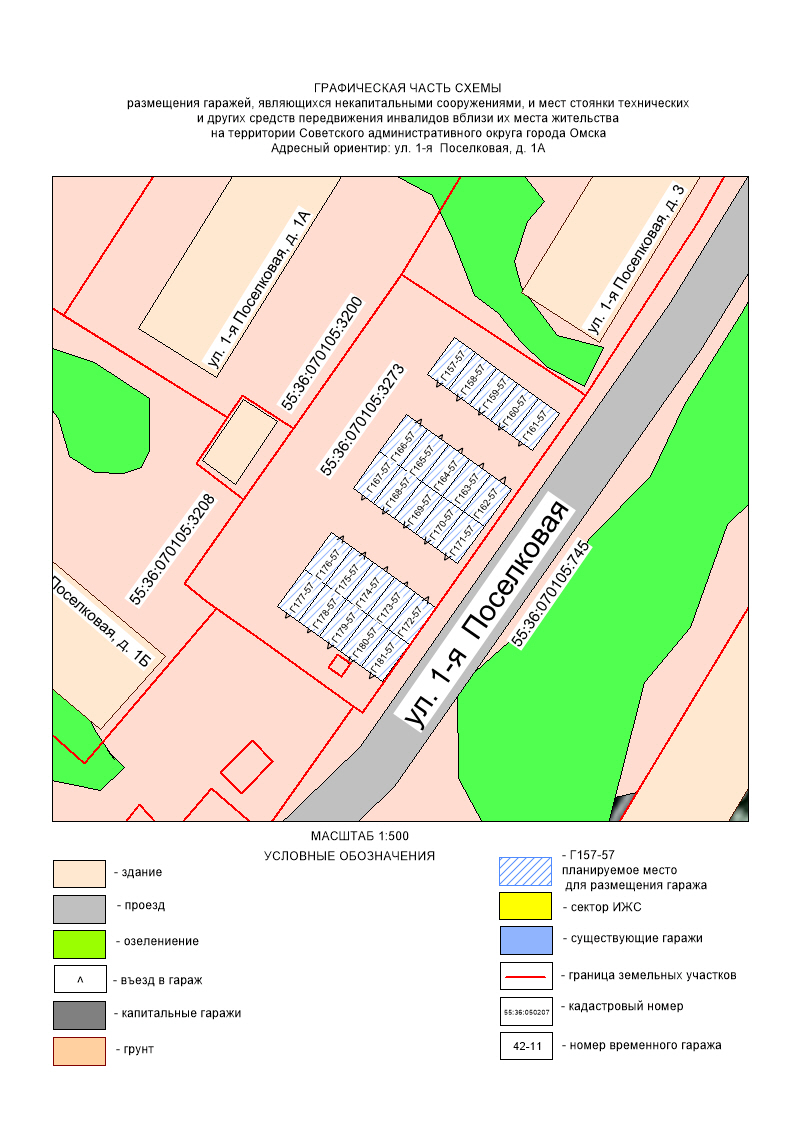 ГРАФИЧЕСКАЯ ЧАСТЬ СХЕМЫ
размещения гаражей, являющихся некапитальными сооружениями, и мест стоянки технических
и других средств передвижения инвалидов вблизи их места жительства
на территории Советского административного округа города Омска
Адресный ориентир: ул. 1-я Поселковая, д. 1А
ул. 1-я Поселковая, д. 1А
ул. 1-я Поселковая, д. 3
55:36:070105:3200
55:36:070105:3273
55:36:070105:3208
Поселковая, д. 1Б
ул. 1-я Поселковая
55:36:070105:745
Г157-57
Г158-57
Г159-57
Г160-57
Г161-57
Г166-57
Г165-57
Г164-57
Г163-57
Г162-57
Г167-57
Г168-57
Г169-57
Г170-57
Г171-57
Г176-57
Г175-57
Г174-57
Г173-57
Г172-57
Г177-57
Г178-57
Г179-57
Г180-57
Г181-57
МАСШТАБ 1:500
УСЛОВНЫЕ ОБОЗНАЧЕНИЯ
- здание
- проезд
- озелениение
^
- въезд в гараж
- капитальные гаражи
- грунт
- Г157-57
планируемое место
для размещения гаража
- сектор ИЖС
- существующие гаражи
- граница земельных участков
55:36:050207
- кадастровый номер
42-11
- номер временного гаража